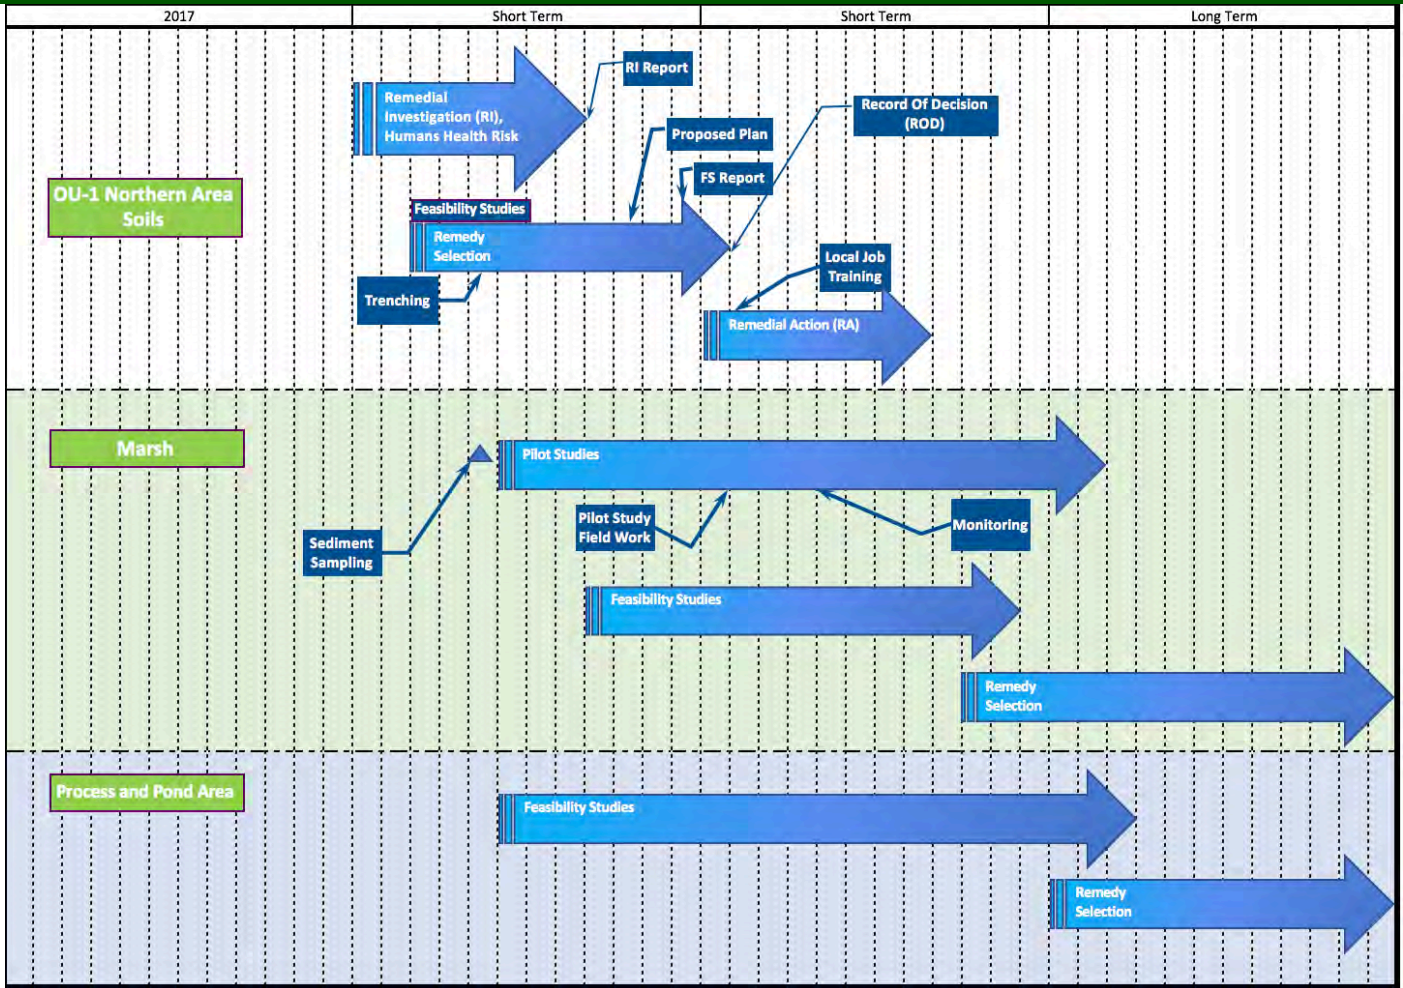 2017
Short Term
Short Term
Long Term
OU-1 Northern Area
Soils
Remedial
Investigation (RI),
Humans Health Risk
RI Report
Record Of Decision
(ROD)
Proposed Plan
FS Report
Feasibility Studies
Remedy
Selection
Trenching
Local Job
Training
Remedial Action (RA)
Marsh
Pilot Studies
Sediment
Sampling
Pilot Study
Field Work
Monitoring
Feasibility Studies
Remedy
Selection
Process and Pond Area
Feasibility Studies
Remedy
Selection